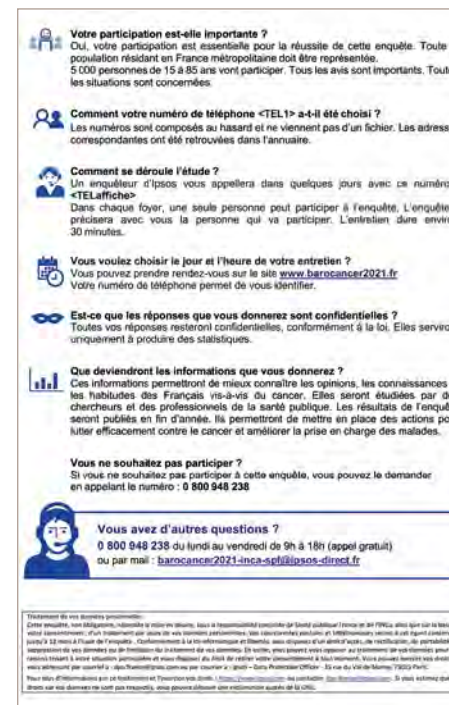 Votre participation est-elle importante ?
Oui, votre participation est essentielle pour la réussite de cette enquête. Toute
population résidant en France métropolitaine doit être représentée.
5 000 personnes de 15 à 85 ans vont participer. Tous les avis sont importants. Tout
les situations sont concernées.
Comment votre numéro de téléphone <TEL1> a-t-il été choisi ?
Les numéros sont composés au hasard et ne viennent pas d'un fichier. Les adress
correspondantes ont été retrouvées dans l'annuaire.
Comment se déroule l'étude ?
Un enquêteur d'Ipsos vous appellera dans quelques jours avec ce numéro
<TELaffiche>
Dans chaque foyer, une seule personne peut participer à l'enquête. L'enquête
précisera avec vous la personne qui va participer. L'entretien dure enviro
30 minutes.
Vous voulez choisir le jour et l'heure de votre entretien ?
Vous pouvez prendre rendez-vous sur le site www.barocancer2021.fr
Votre numéro de téléphone permet de vous identifier.
Est-ce que les réponses que vous donnerez sont confidentielles ?
Toutes vos réponses resteront confidentielles, conformément à la loi. Elles serviro
uniquement à produire des statistiques.
Que deviendront les informations que vous donnerez ?
Ces informations permettront de mieux connaître les opinions, les connaissances
les habitudes des Français vis-à-vis du cancer. Elles seront étudiées par d
chercheurs et des professionnels de la santé publique. Les résultats de l'enquê
seront publiés en fin d'année. Ils permettront de mettre en place des actions po
lutter efficacement contre le cancer et améliorer la prise en charge des malades.
Vous ne souhaitez pas participer ?
Si vous ne souhaitez pas participer à cette enquête, vous pouvez le demander
en appelant le numéro : 0 800 948 238
Vous avez d'autres questions ?
0 800 948 238 du lundi au vendredi de 9h à 18h (appel gratuit)
ou par mail : barocancer2021-inca-spf@ipsos-direct.fr
Traitement de vos données personnelles